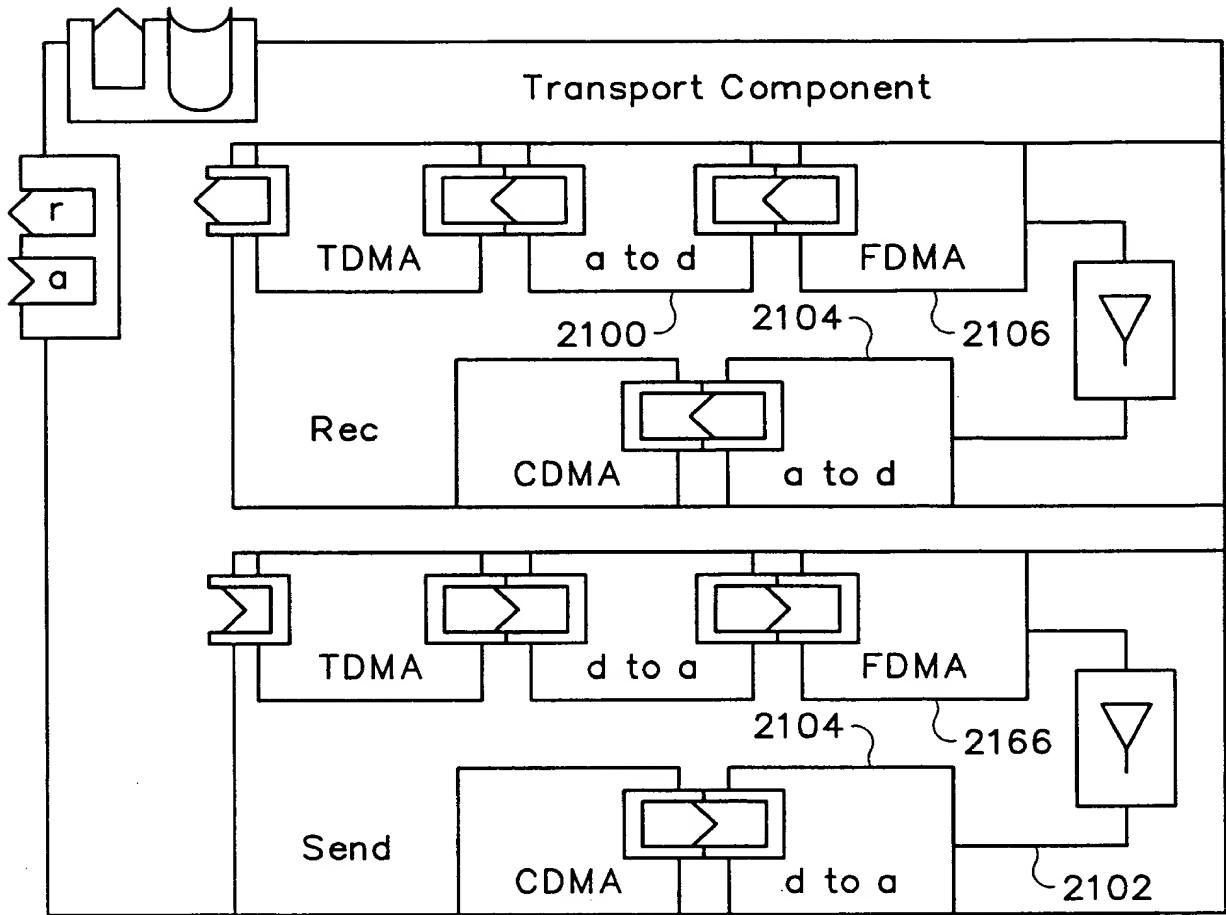 Transport Component
r
a
TDMA
a to d
FDMA
2100
2104
2106
Rec
CDMA
a to d
TDMA
d to a
FDMA
2104
2166
Send
CDMA
d to a
2102